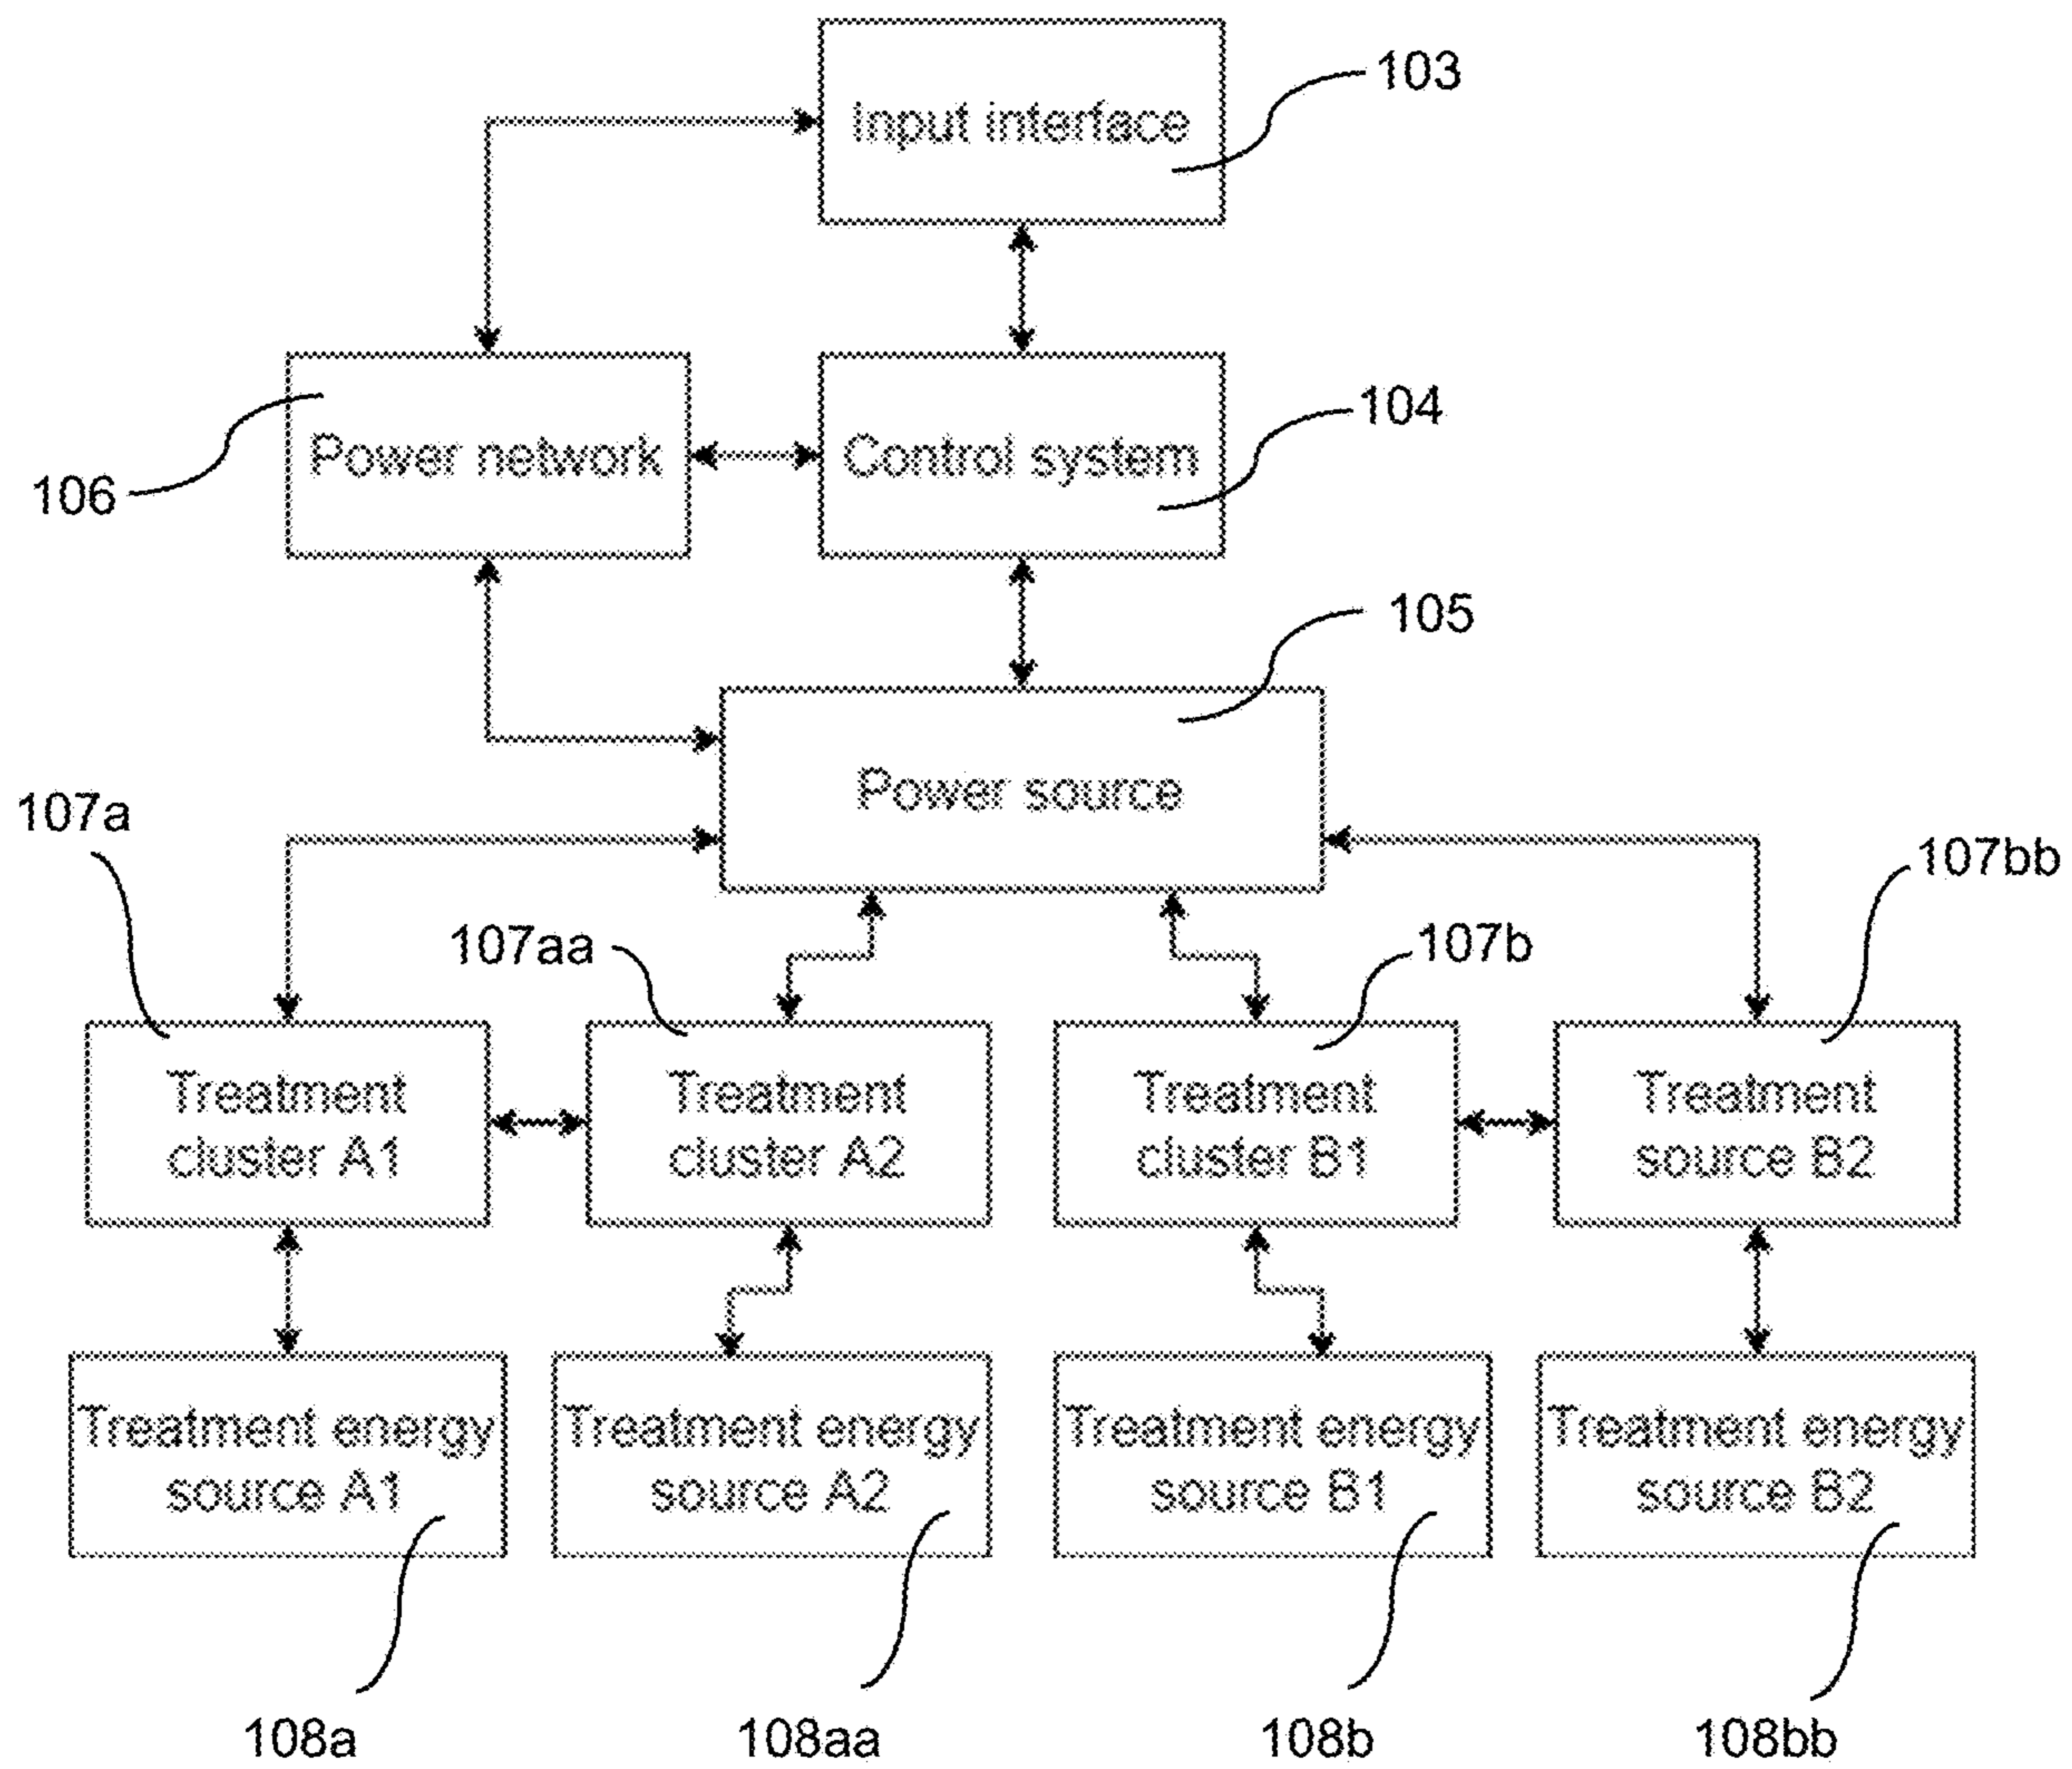 103
Input interface
104
Power network
Control system
106
105
Power source
107a
107bb
107aa
107b
Treatment
cluster A1
Treatment
cluster A2
Treatment
cluster B1
Treatment
source B2
Treatment energy
source A1
Treatment energy
source A2
Treatment energy
source B1
Treatment energy
source B2
108a
108aa
108b
108bb